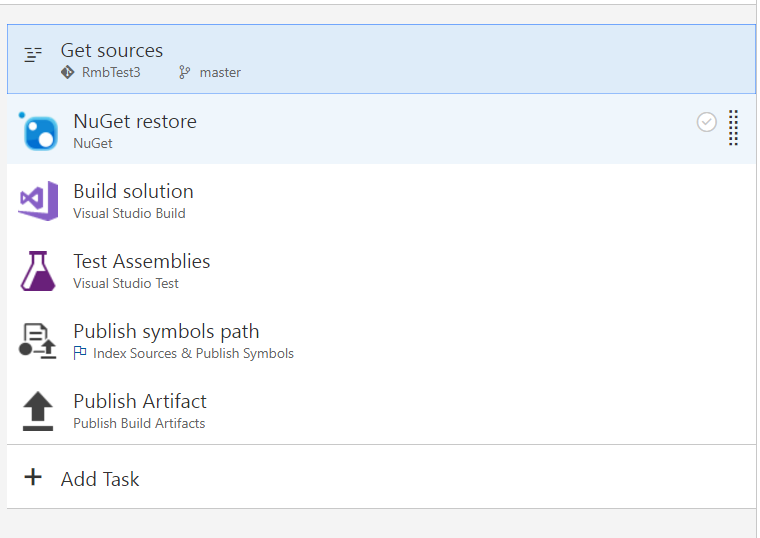 Get sources
RmbTest3 master
NuGet restore
NuGet
Build solution
Visual Studio Build
Test Assemblies
Visual Studio Test
Publish symbols path
Index Sources & Publish Symbols
Publish Artifact
Publish Build Artifacts
Add Task